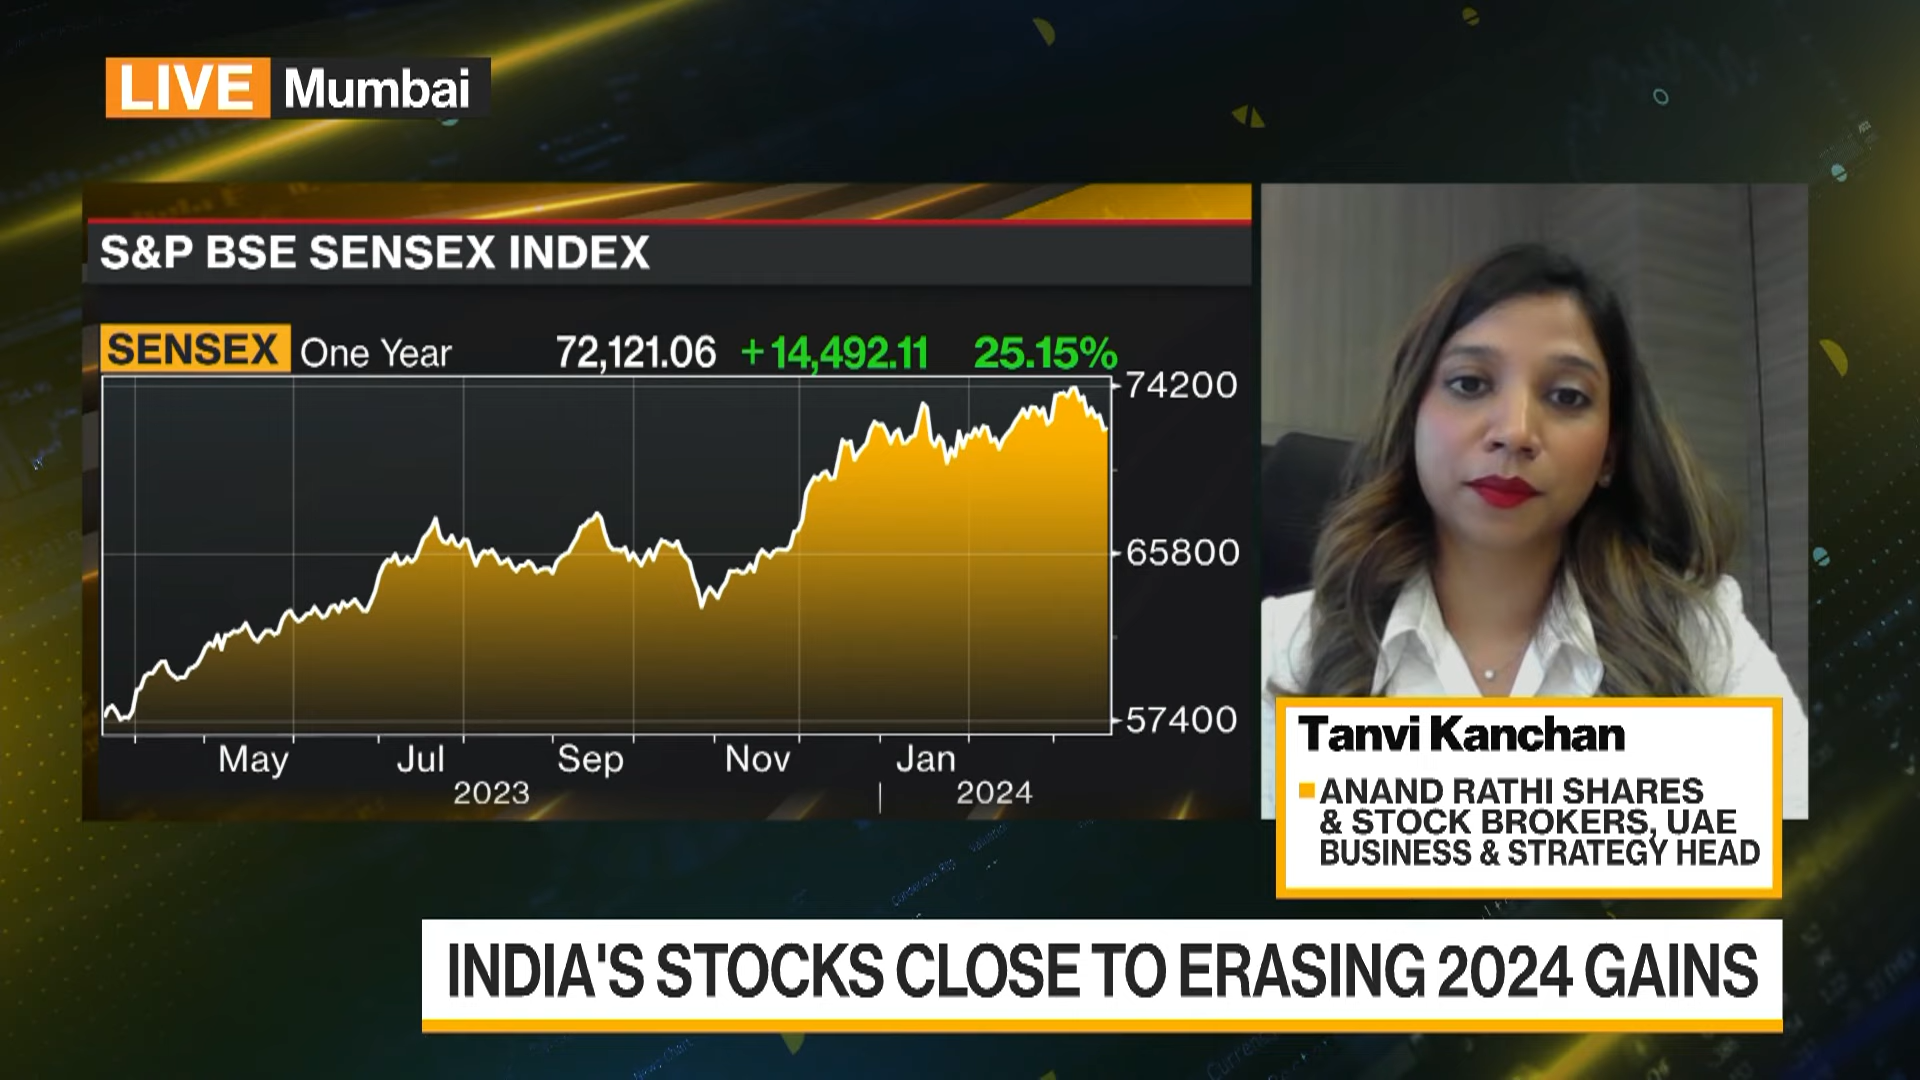 LIVE Mumbai
S&P BSE SENSEX INDEX
SENSEX One Year 72,121.06 +14,492.11 25.15%
74200
65800
57400
May Jul Sep Nov Jan
2023 2024
Tanvi Kanchan
ANAND RATHI SHARES
& STOCK BROKERS, UAE
BUSINESS & STRATEGY HEAD
INDIA'S STOCKS CLOSE TO ERASING 2024 GAINS